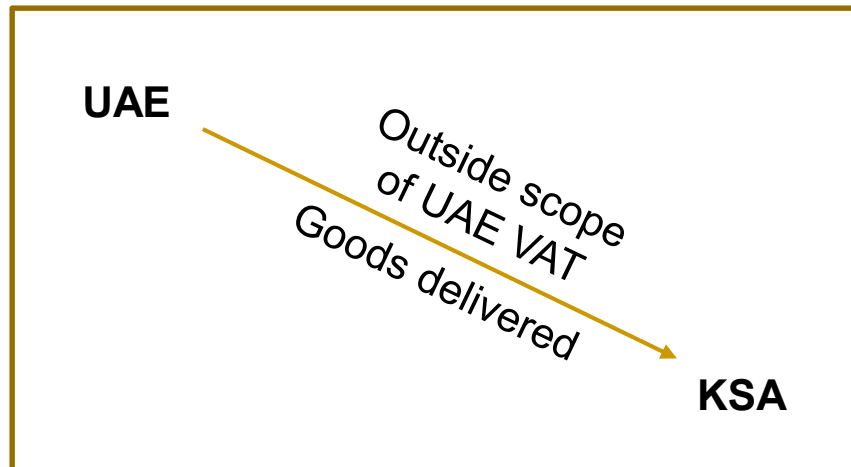 UAE
Outside scope
of UAE VAT
Goods delivered
KSA